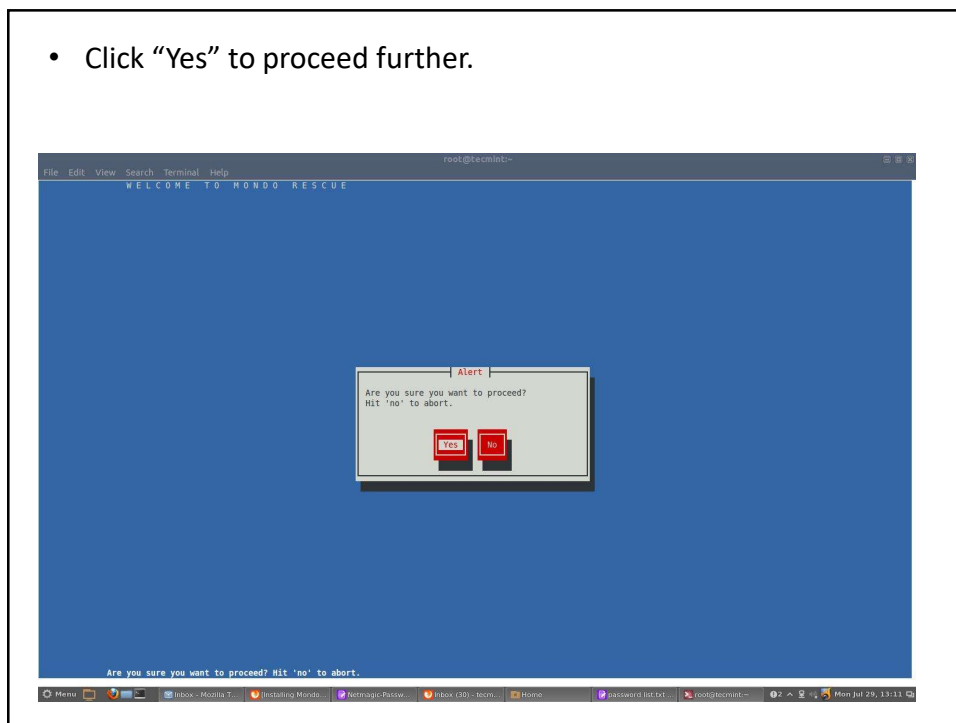 • Click “Yes” to proceed further.
root@tecmint:~
File Edit View Search Terminal Help
WELCOME TO MONDO RESCUE
Alert
Are you sure you want to proceed?
Hit 'no' to abort.
Yes No
Are you sure you want to proceed? Hit 'no' to abort.
Menu Inbox - Mozilla T... [Installing Mondo... Netmagic-Passw... Inbox (30) - tecm... Home password list.txt ... root@tecmint:~ 2 Mon Jul 29, 13:11